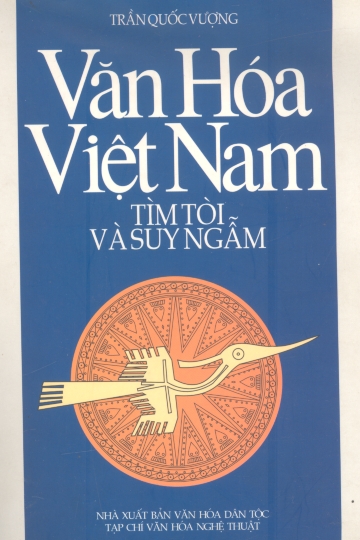 TRẦN QUỐC VƯỢNG
Văn Hóa
Việt Nam
TÌM TÒI
VÀ SUY NGẪM
NHÀ XUẤT BẢN VĂN HÓA DÂN TỘC
TẠP CHÍ VĂN HÓA NGHỆ THUẬT